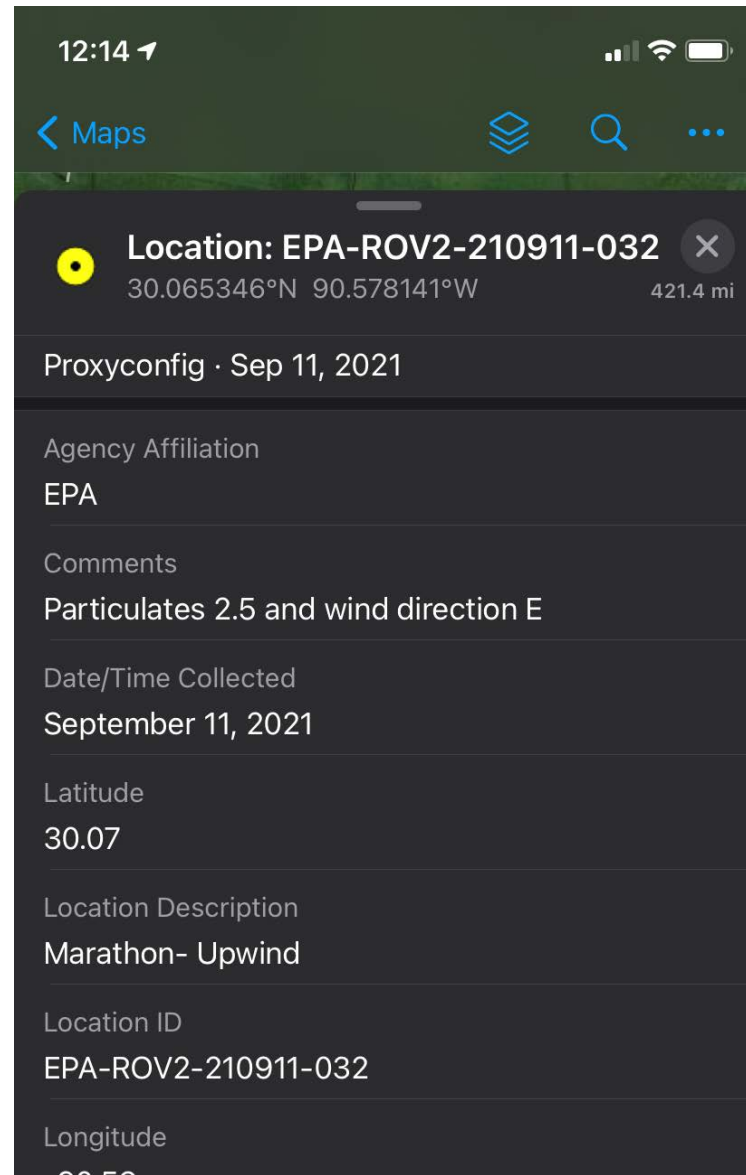 12:14
Maps
Location: EPA-ROV2-210911-032
30.065346°N 90.578141°W
421.4 mi
Proxyconfig · Sep 11, 2021
Agency Affiliation
EPA
Comments
Particulates 2.5 and wind direction E
Date/Time Collected
September 11, 2021
Latitude
30.07
Location Description
Marathon- Upwind
Location ID
EPA-ROV2-210911-032
Longitude